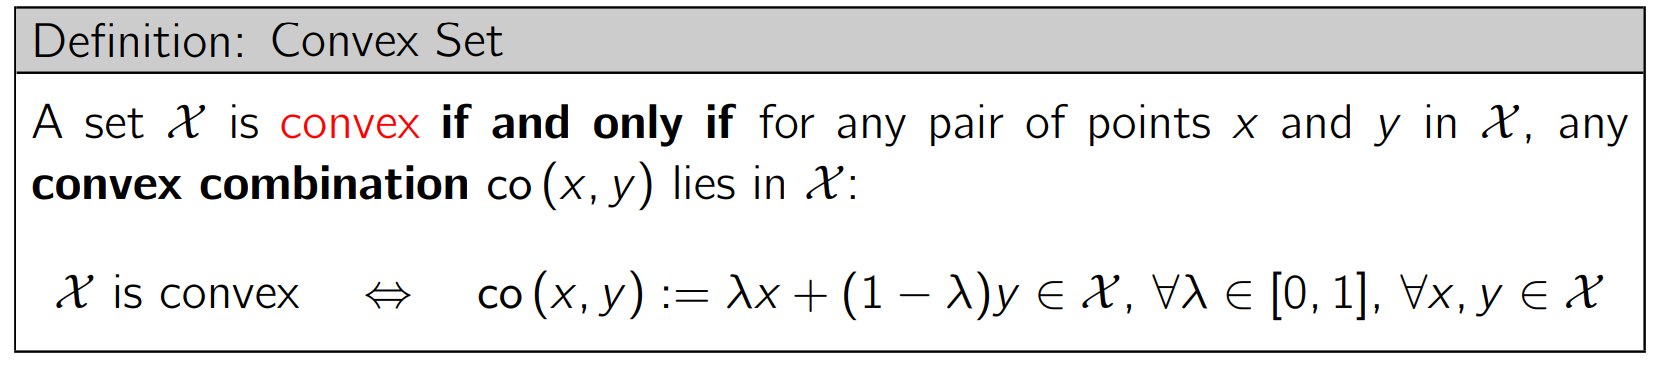 Definition: Convex Set
A set 𝒳 is convex if and only if for any pair of points x and y in 𝒳, any
convex combination co (x, y) lies in 𝒳:
𝒳 is convex ⇔ co (x, y) := λx + (1 − λ)y ∈ 𝒳, ∀λ ∈ [0, 1], ∀x, y ∈ 𝒳